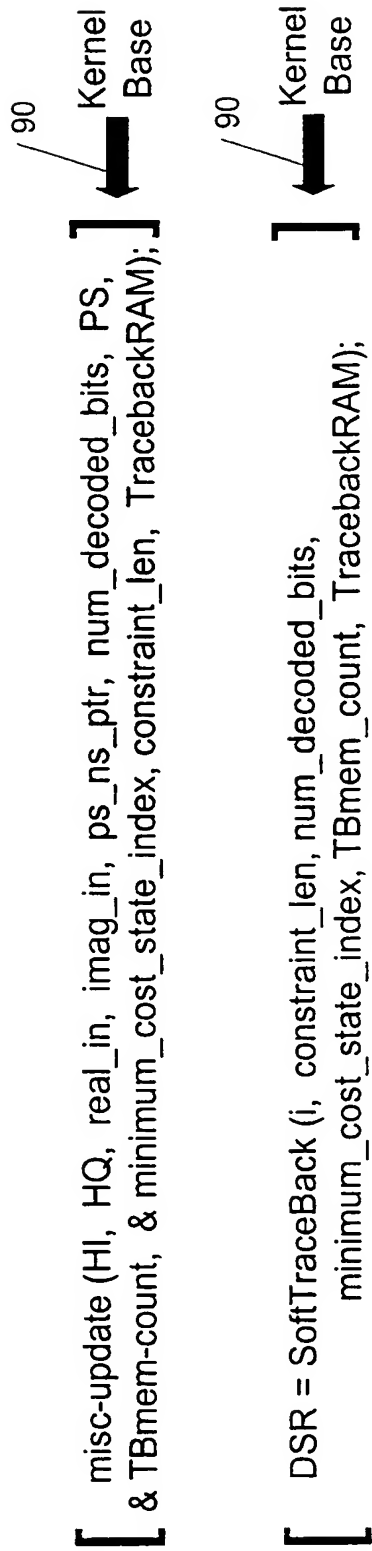 misc-update (HI, HQ, real_in, imag_in, ps_ns_ptr, num_decoded_bits, PS,
& TBmem-count, & minimum_cost_state_index, constraint_len, TracebackRAM);
90
Kernel
Base
DSR = SoftTraceBack (i, constraint_len, num_decoded_bits,
minimum_cost_state_index, TBmem_count, TracebackRAM);
90
Kernel
Base